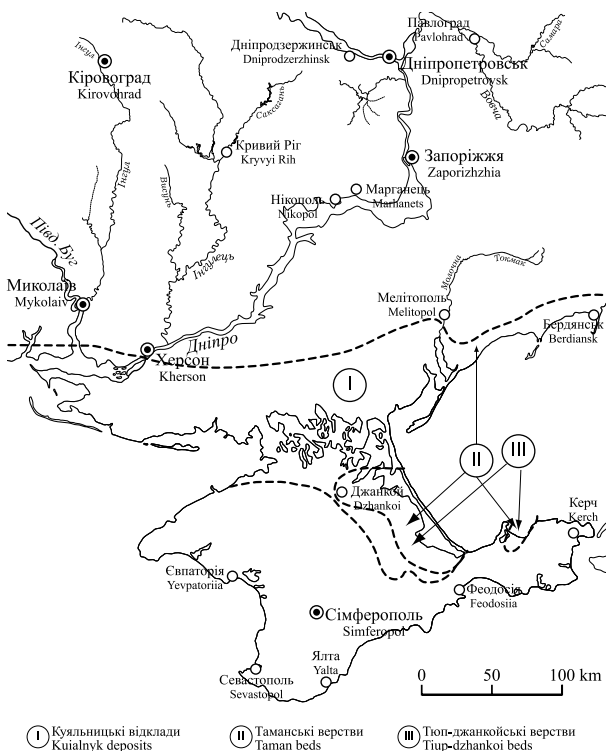 Інгул
Кіровоград
Kirovohrad
Дніпродзержинськ
Dniprodzerzhinsk
Павлоград
Pavlohrad
Самара
Дніпропетровськ
Dnipropetrovsk
Вовча
Саксагань
Кривий Ріг
Kryvyi Rih
Запоріжжя
Zaporizhzhia
Марганець
Marhanets
Нікополь
Nikopol
Інгул
Висунь
Інгулець
Півд. Буг
Миколаїв
Mykolaiv
Молочна
Токмак
Мелітополь
Melitopol
Бердянськ
Berdiansk
Дніпро
Херсон
Kherson
I
II
III
Джанкой
Dzhankoi
Керч
Kerch
Євпаторія
Yevpatoriia
Феодосія
Feodosiia
Сімферополь
Simferopol
Ялта
Yalta
Севастополь
Sevastopol
0 50 100 km
I Куяльницькі відклади
Kuialnyk deposits
II Таманські верстви
Taman beds
III Тюп-джанкойські верстви
Tiup-dzhankoi beds